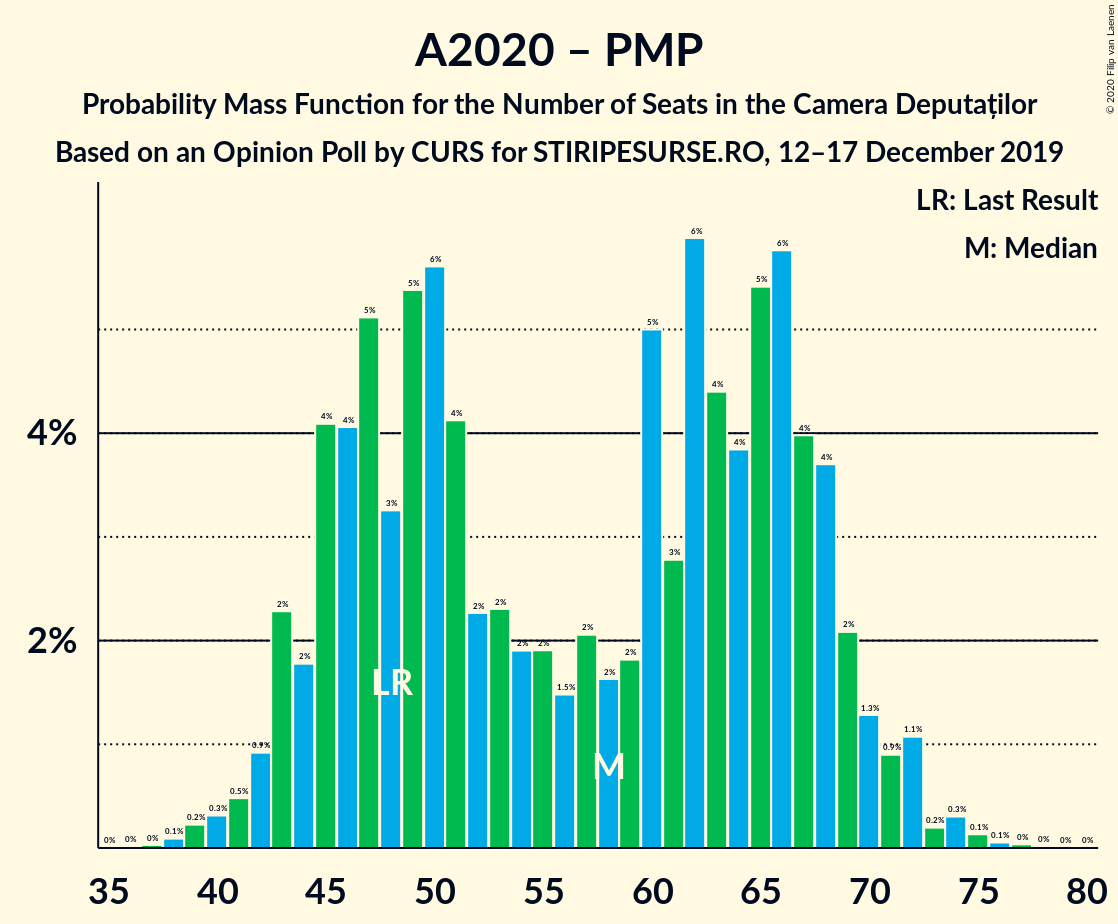 © 2020 Filip van Laenen
A2020 – PMP
Probability Mass Function for the Number of Seats in the Camera Deputaților
Based on an Opinion Poll by CURS for STIRIPESURSE.RO, 12–17 December 2019
LR: Last Result
M: Median
4%
2%
0% 0% 0% 0.1% 0.2% 0.3% 0.5% 0.9% 2% 2% 4% 4% 5% 3% 5% 6% 4% 2% 2% 2% 2% 1.5% 2% 2% 2% 5% 3% 6% 4% 4% 5% 6% 4% 4% 2% 1.3% 0.9% 1.1% 0.2% 0.3% 0.1% 0.1% 0% 0% 0% 0%
LR
M
35 40 45 50 55 60 65 70 75 80